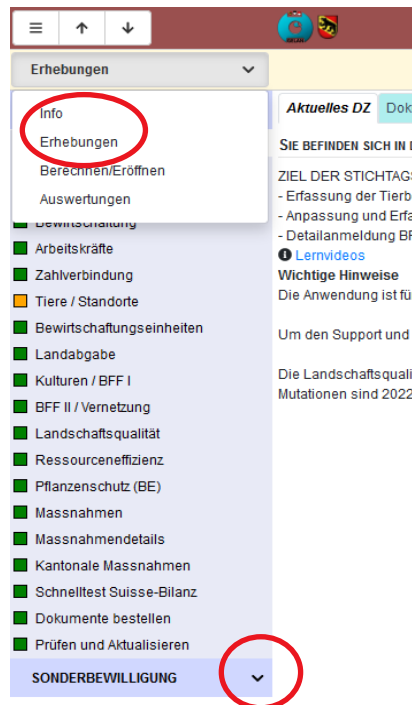 Erhebungen
Info
Erhebungen
Berechnen/Eröffnen
Auswertungen
Bewirtschaftung
Arbeitskräfte
Zahlverbindung
Tiere / Standorte
Bewirtschaftungseinheiten
Landabgabe
Kulturen / BFF I
BFF II / Vernetzung
Landschaftsqualität
Ressourceneffizienz
Pflanzenschutz (BE)
Massnahmen
Massnahmendetails
Kantonale Massnahmen
Schnelltest Suisse-Bilanz
Dokumente bestellen
Prüfen und Aktualisieren
SONDERBEWILLIGUNG
Aktuelles DZ Dok
SIE BEFINDEN SICH IN
ZIEL DER STICHTAGS
- Erfassung der Tierb
- Anpassung und Erfa
- Detailanmeldung BF
Lernvideos
Wichtige Hinweise
Die Anwendung ist fü
Um den Support und
Die Landschaftsquali
Mutationen sind 2022